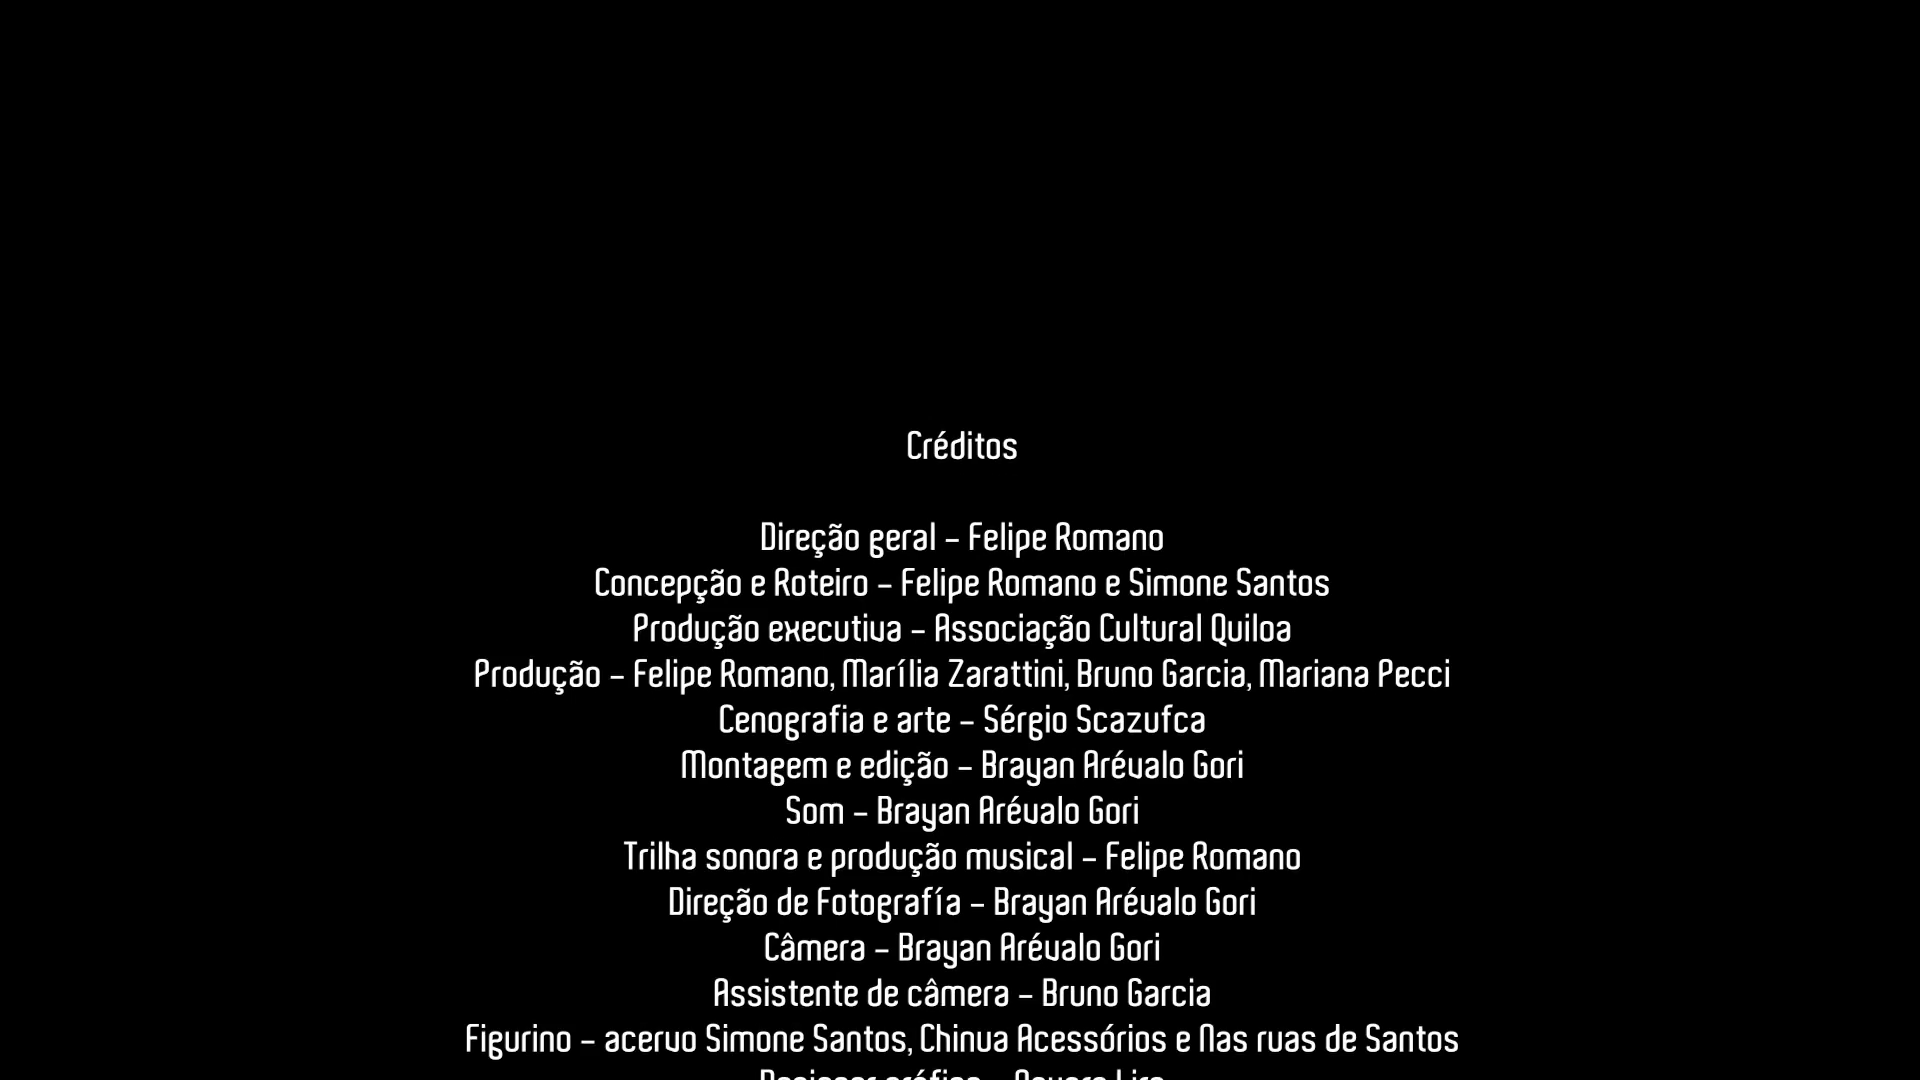 Créditos
Direção geral – Felipe Romano
Concepção e Roteiro – Felipe Romano e Simone Santos
Produção executiva – Associação Cultural Quiloa
Produção – Felipe Romano, Marília Zarattini, Bruno Garcia, Mariana Pecci
Cenografia e arte – Sérgio Scazufca
Montagem e edição – Brayan Arévalo Gori
Som – Brayan Arévalo Gori
Trilha sonora e produção musical – Felipe Romano
Direção de Fotografía – Brayan Arévalo Gori
Câmera – Brayan Arévalo Gori
Assistente de câmera – Bruno Garcia
Figurino – acervo Simone Santos, Chinua Acessórios e Nas ruas de Santos